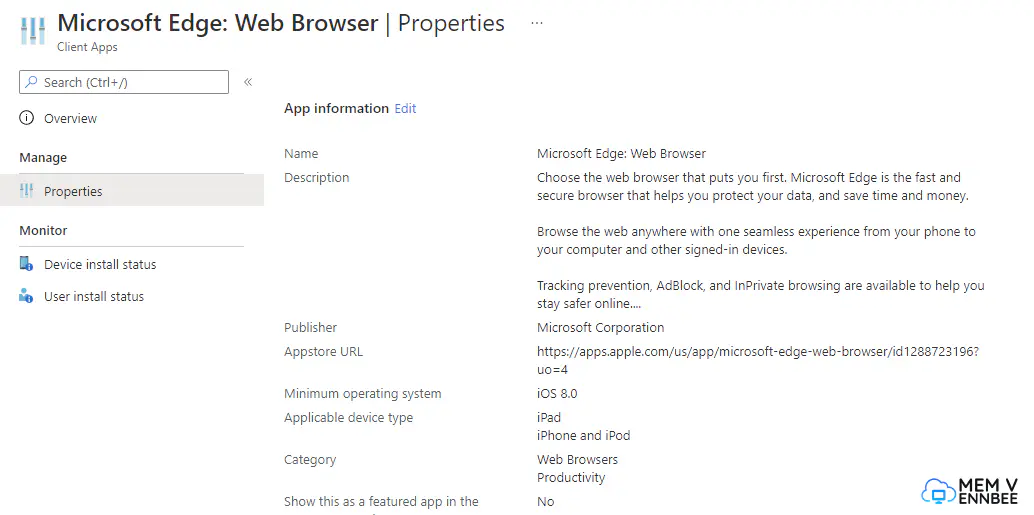 Microsoft Edge: Web Browser | Properties ...
Client Apps
Search (Ctrl+/) «
Overview
Manage
Properties
Monitor
Device install status
User install status
App information Edit
Name Microsoft Edge: Web Browser
Description Choose the web browser that puts you first. Microsoft Edge is the fast and
secure browser that helps you protect your data, and save time and money.
Browse the web anywhere with one seamless experience from your phone to
your computer and other signed-in devices.
Tracking prevention, AdBlock, and InPrivate browsing are available to help you
stay safer online....
Publisher Microsoft Corporation
Appstore URL https://apps.apple.com/us/app/microsoft-edge-web-browser/id1288723196?
uo=4
Minimum operating system iOS 8.0
Applicable device type iPad
iPhone and iPod
Category Web Browsers
Productivity
Show this as a featured app in the No
MEM V
ENNBEE